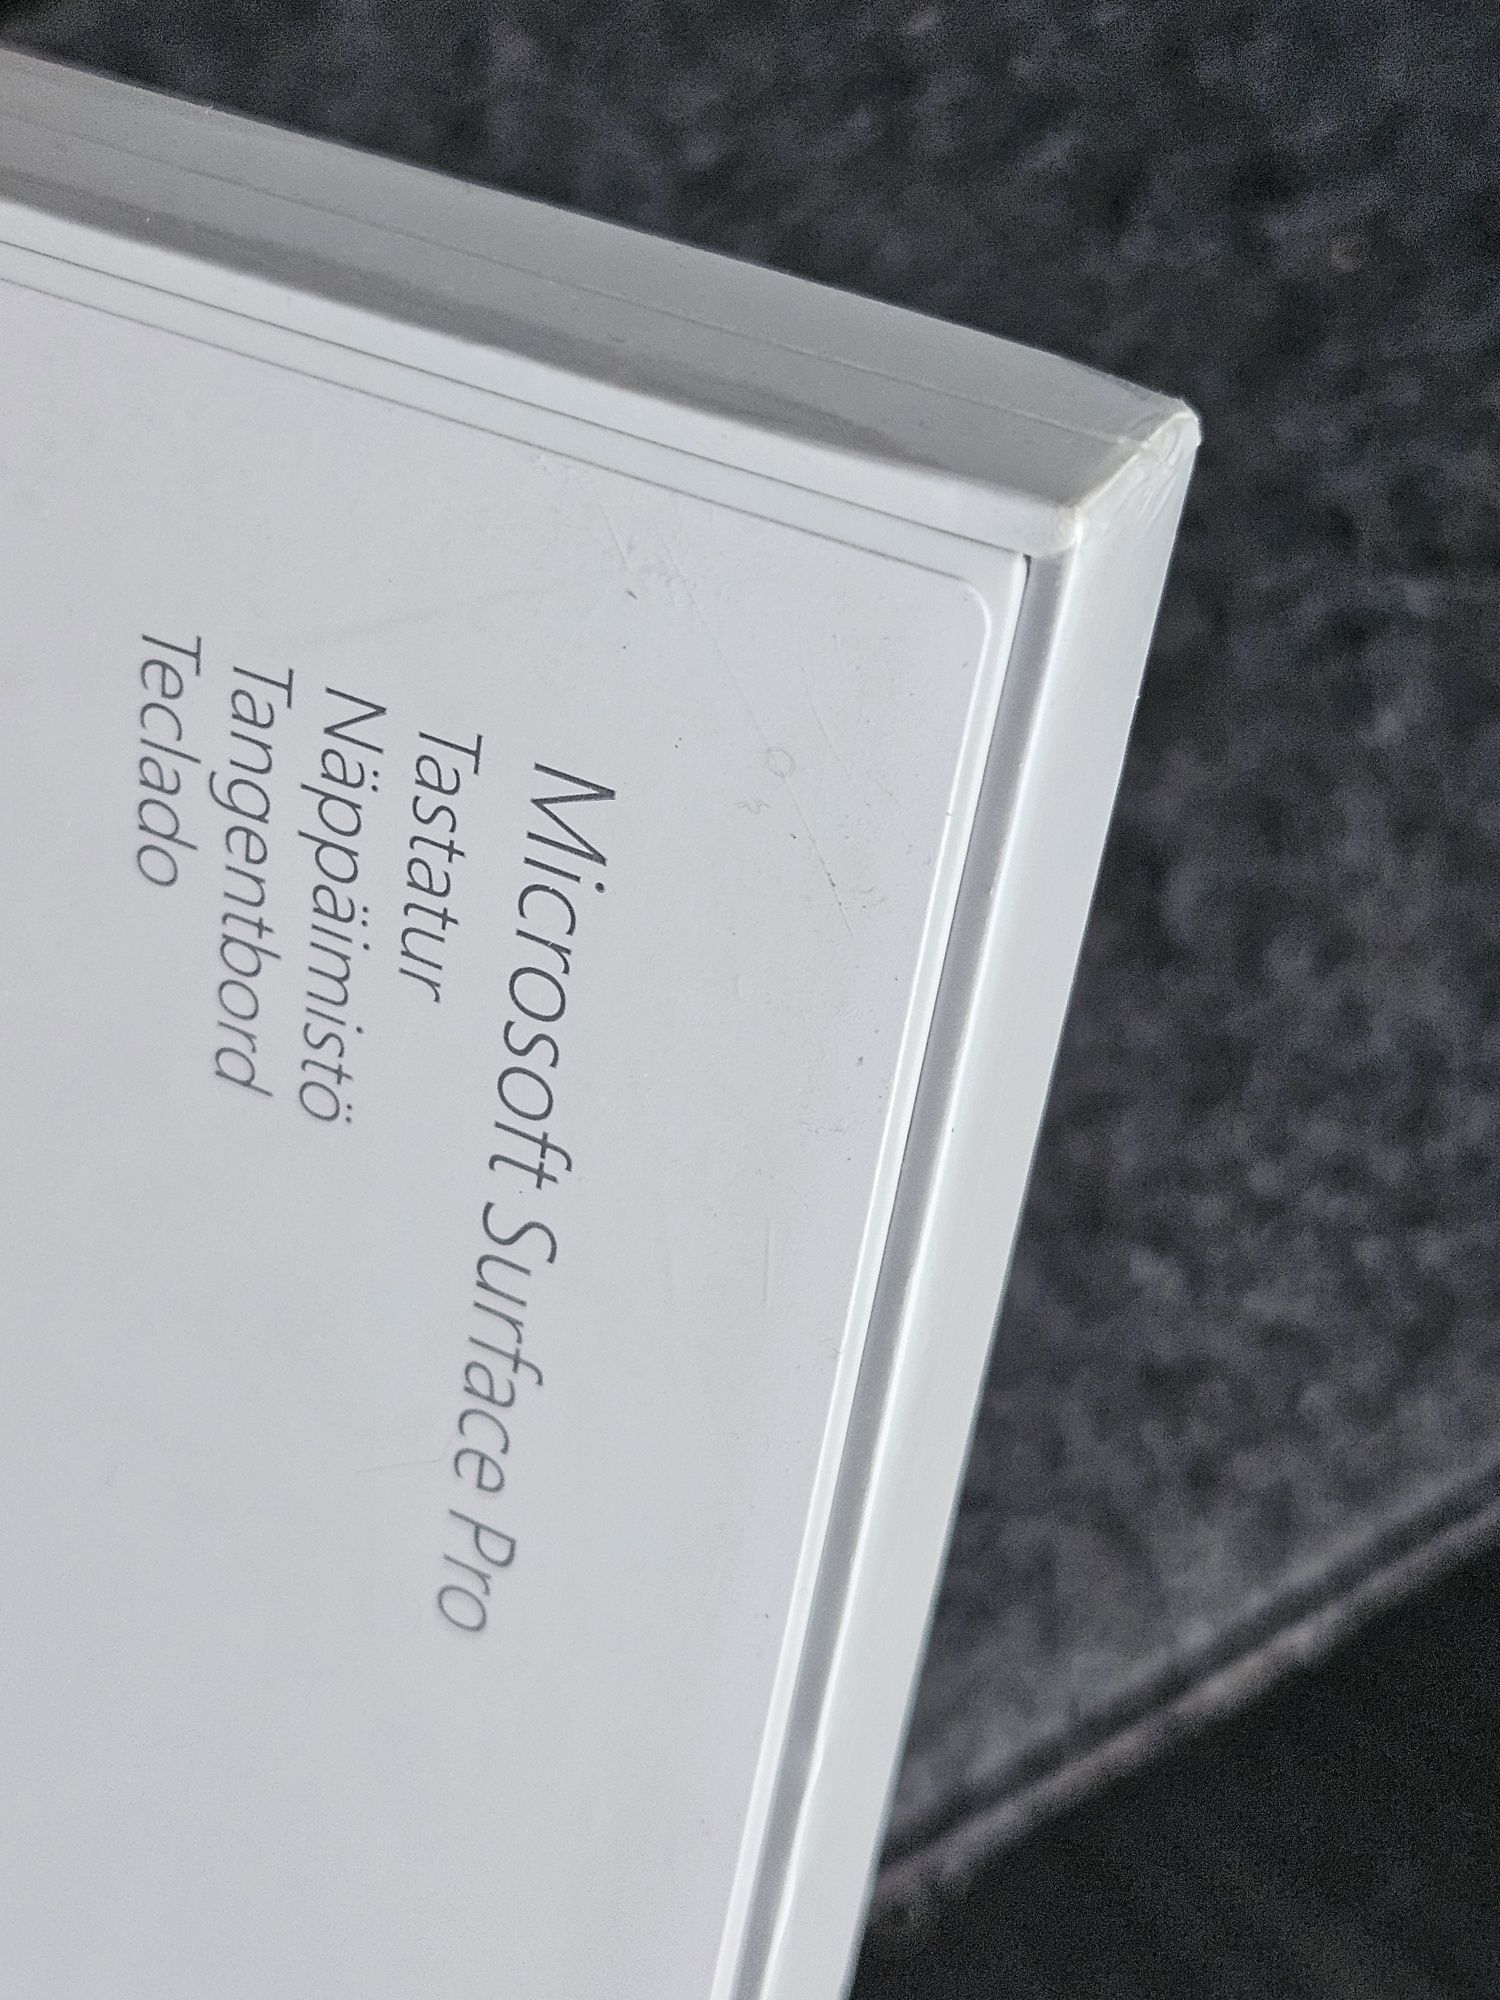 Microsoft Surface Pro
Tastatur
Näppäimistö
Tangentbord
Teclado